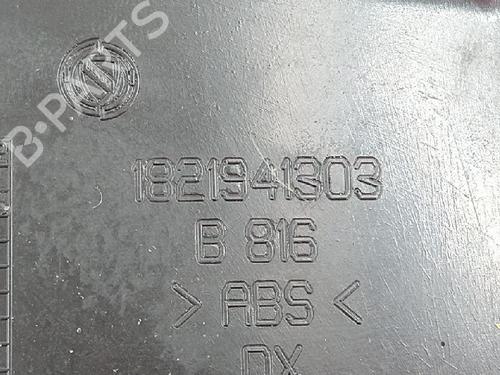 B-PARTS
1821941303
B 816
> ABS <
DX